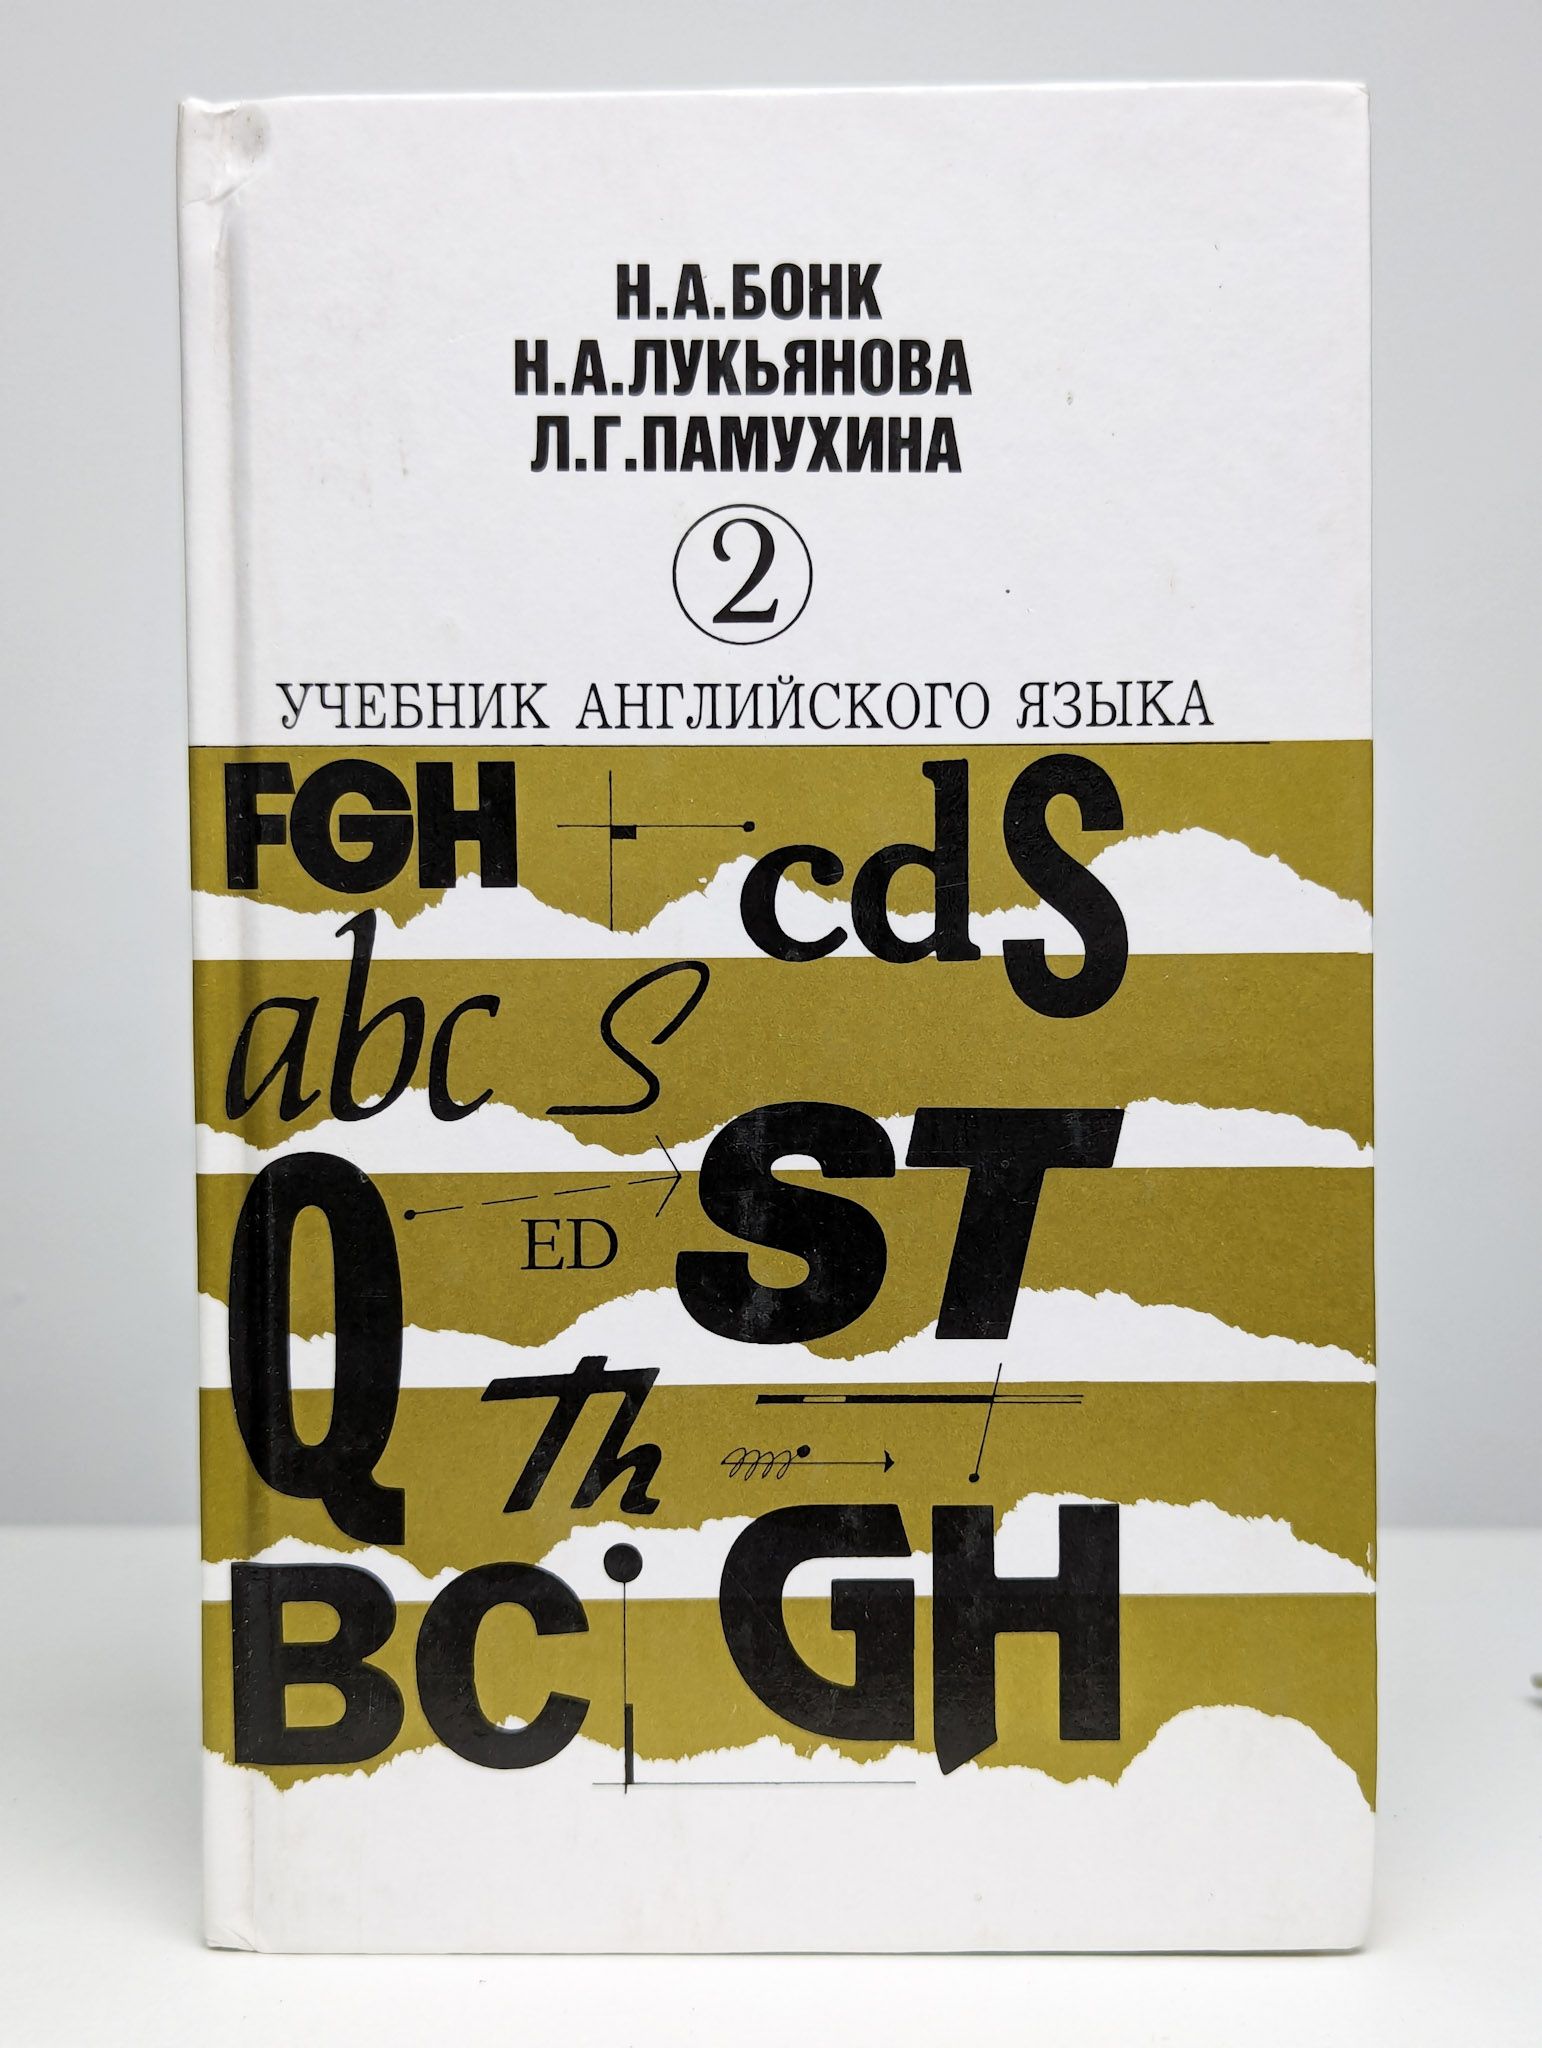 Н.А.БОНК
Н.А.ЛУКЬЯНОВА
Л.Г.ПАМУХИНА
2
УЧЕБНИК АНГЛИЙСКОГО ЯЗЫКА
FGH
cdS
abc S
Q
ED
ST
Th
BC
GH